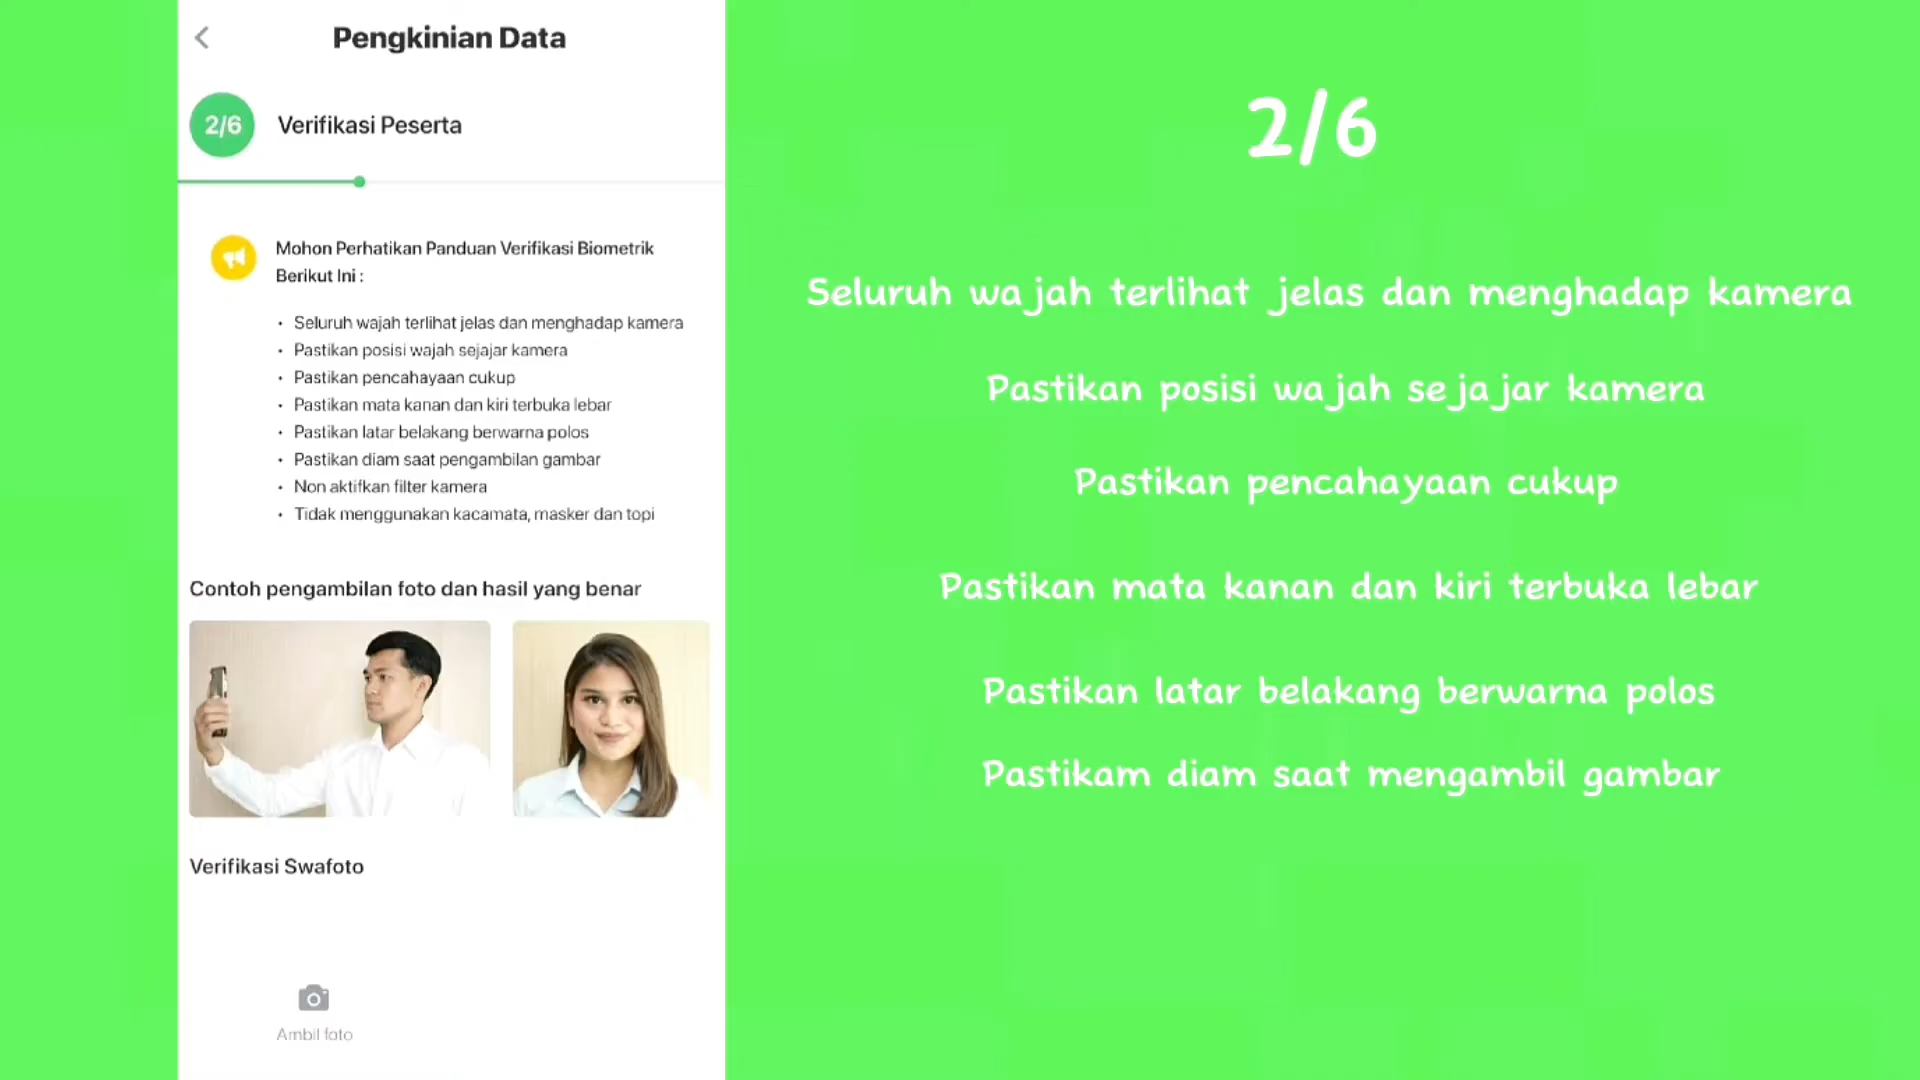 Pengkinian Data
2/6
Verifikasi Peserta
Mohon Perhatikan Panduan Verifikasi Biometrik
Berikut Ini :
• Seluruh wajah terlihat jelas dan menghadap kamera
• Pastikan posisi wajah sejajar kamera
• Pastikan pencahayaan cukup
• Pastikan mata kanan dan kiri terbuka lebar
• Pastikan latar belakang berwarna polos
• Pastikan diam saat pengambilan gambar
• Non aktifkan filter kamera
• Tidak menggunakan kacamata, masker dan topi
Contoh pengambilan foto dan hasil yang benar
Verifikasi Swafoto
Ambil foto
2/6
Seluruh wajah terlihat jelas dan menghadap kamera
Pastikan posisi wajah sejajar kamera
Pastikan pencahayaan cukup
Pastikan mata kanan dan kiri terbuka lebar
Pastikan latar belakang berwarna polos
Pastikam diam saat mengambil gambar